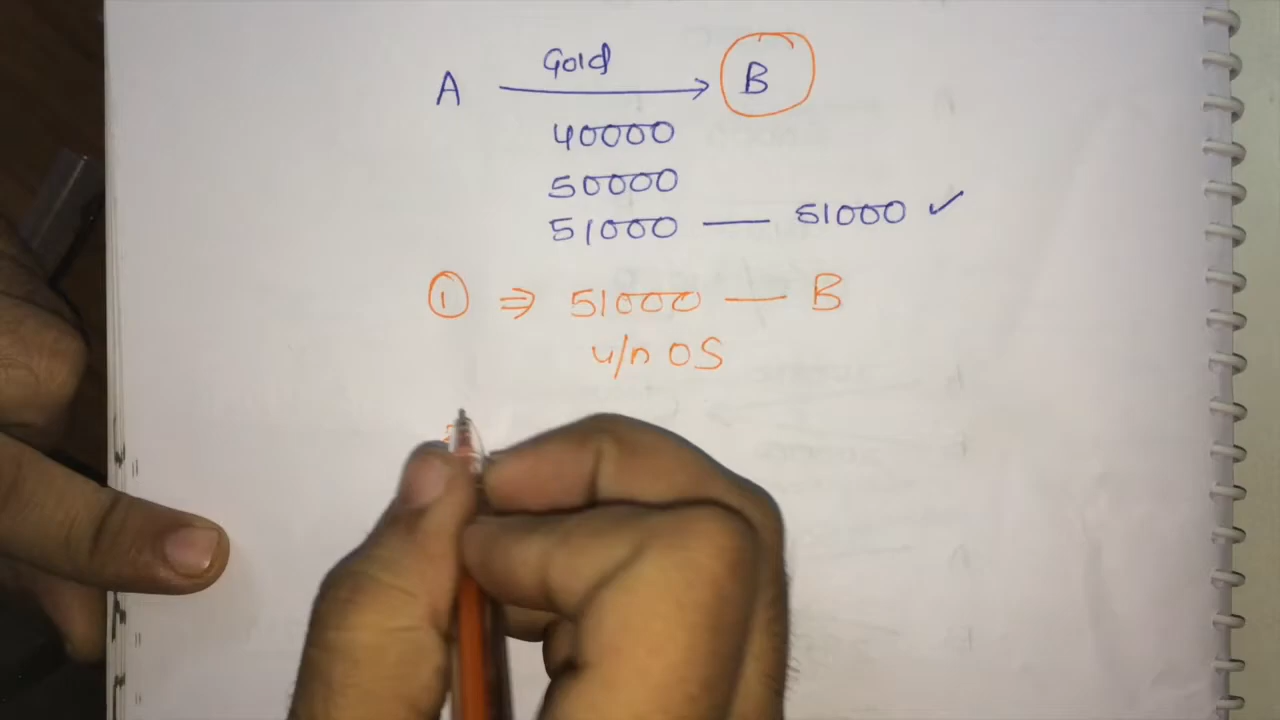 Gold
A → B
40000
50000
51000 — 51000 ✓
① ⇒ 51000 — B
u/n OS